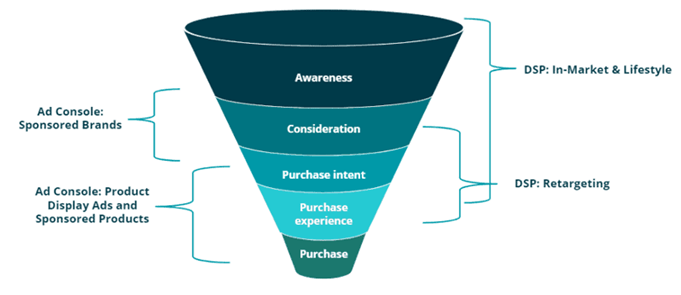 Awareness
DSP: In-Market & Lifestyle
Ad Console:
Sponsored Brands
Consideration
Purchase intent
Ad Console: Product
Display Ads and
Sponsored Products
DSP: Retargeting
Purchase
experience
Purchase